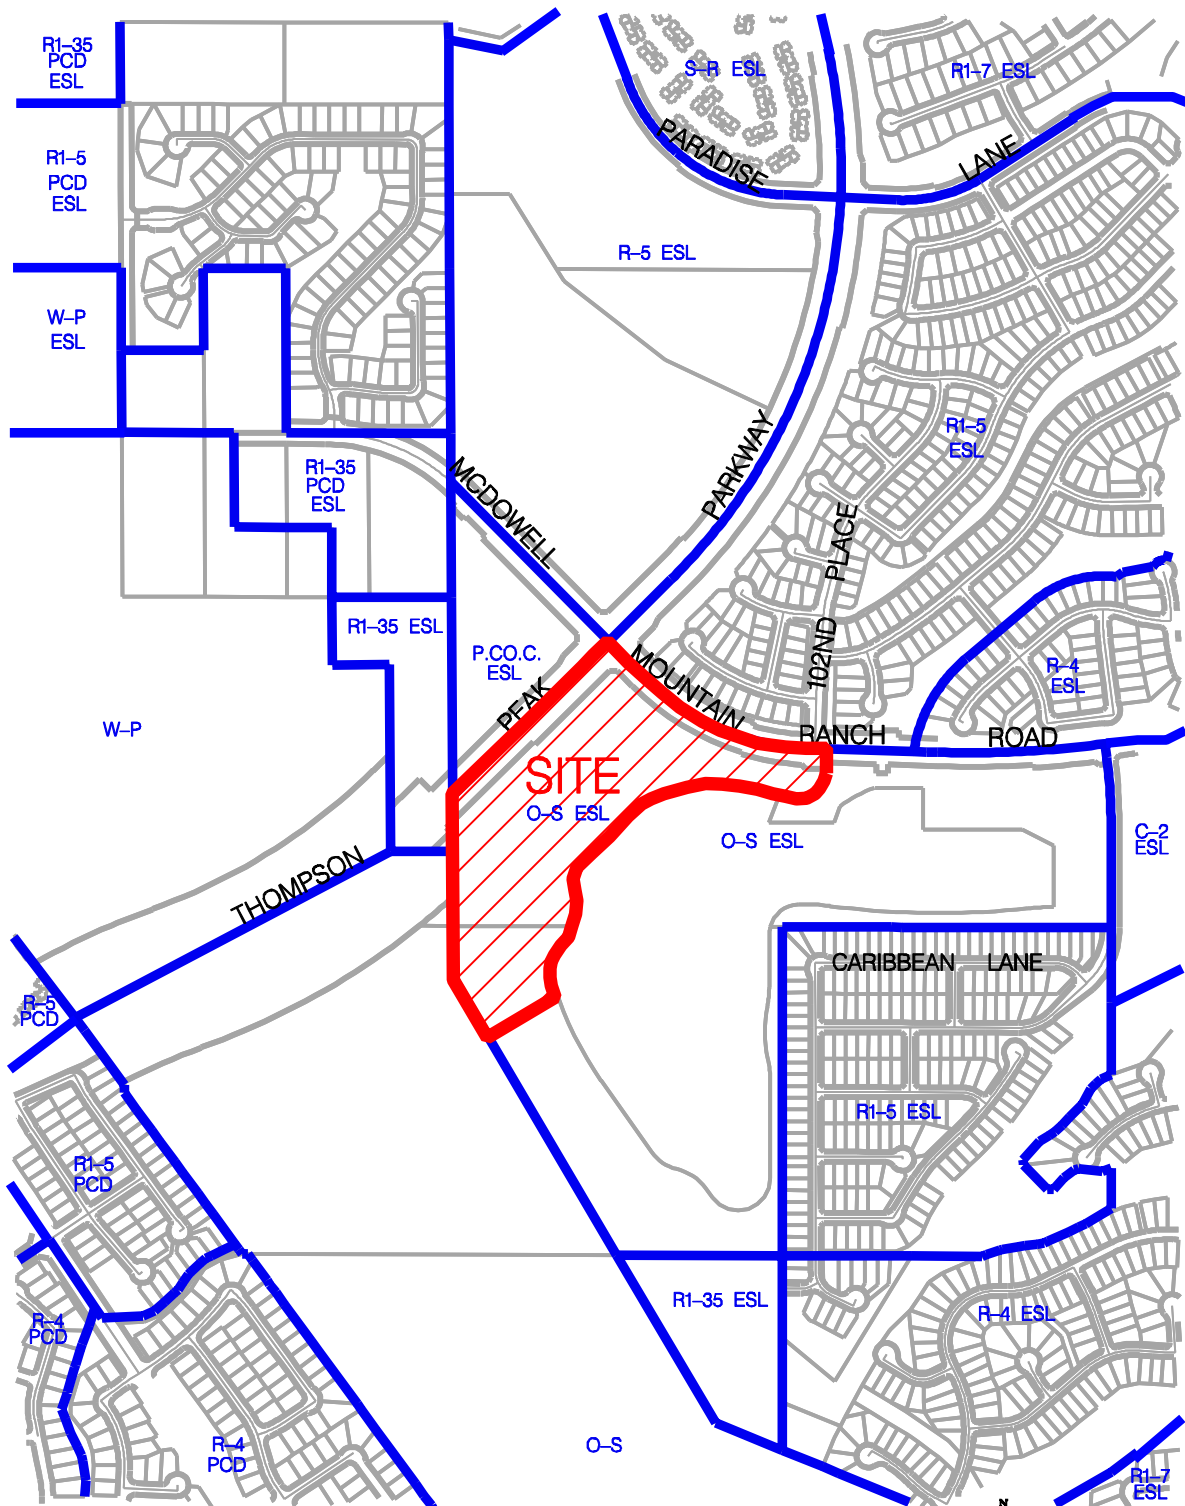 R1-35
PCD
ESL
S-R ESL
R1-7 ESL
PARADISE
LANE
R1-5
PCD
ESL
R-5 ESL
W-P
ESL
R1-5
ESL
PARKWAY
R1-35
PCD
ESL
MCDOWELL
PLACE
102ND
R1-35 ESL
P.CO.C.
ESL
MOUNTAIN
R-4
ESL
PEAK
W-P
RANCH
ROAD
SITE
O-S ESL
O-S ESL
C-2
ESL
THOMPSON
CARIBBEAN LANE
R-5
PCD
R1-5 ESL
R1-5
PCD
R1-35 ESL
R-4 ESL
R-4
PCD
R-4
PCD
O-S
R1-7
ESL
N